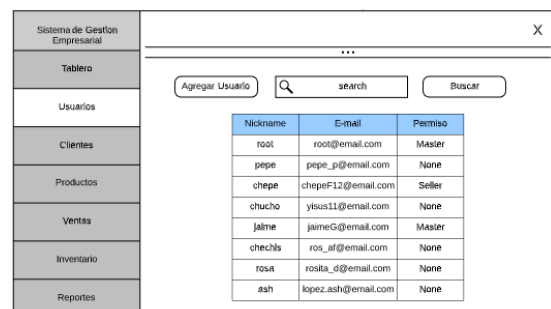 Sistema de Gestion
Empresarial
X
...
Tablero
Usuarios
Clientes
Productos
Ventas
Inventario
Reportes
Agregar Usuario search Buscar
Nickname E-mail Permiso
root root@email.com Master
pepe pepe_p@email.com None
chepe chepeF12@email.com Seller
chucho yisus11@email.com None
jaime jaimeG@email.com Master
chechis ros_af@email.com None
rosa rosita_d@email.com None
ash lopez.ash@email.com None